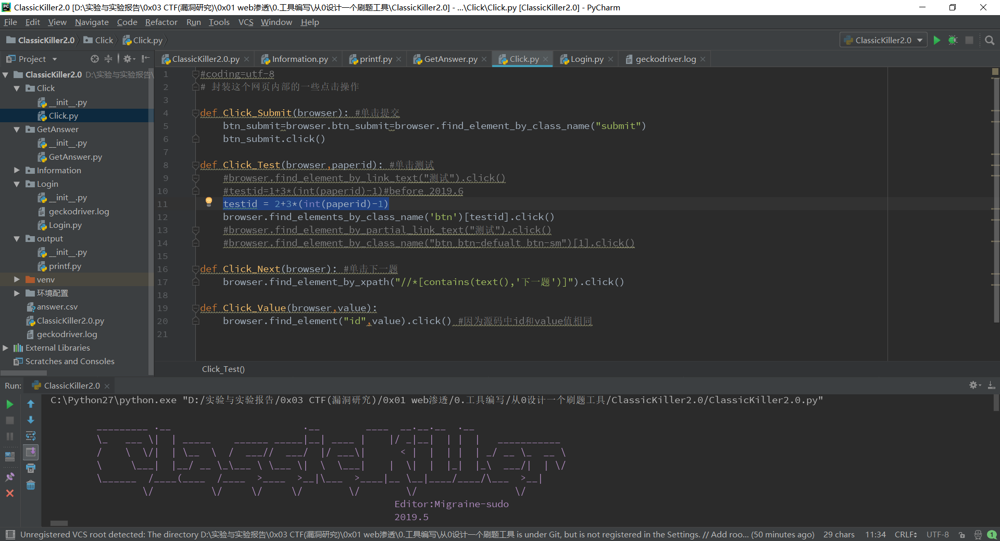 ClassicKiller2.0 [D:\实验与实验报告\0x03 CTF(漏洞研究)\0x01 web渗透\0.工具编写\从0设计一个刷题工具\ClassicKiller2.0] - ...\Click\Click.py [ClassicKiller2.0] - PyCharm
File Edit View Navigate Code Refactor Run Tools VCS Window Help
ClassicKiller2.0 Click Click.py ClassicKiller2.0
Project
ClassicKiller2.0.py Information.py printf.py GetAnswer.py Click.py Login.py geckodriver.log
ClassicKiller2.0 D:\实验与实验报告\
Click
__init__.py
Click.py
GetAnswer
__init__.py
GetAnswer.py
Information
Login
__init__.py
geckodriver.log
Login.py
output
__init__.py
printf.py
venv
环境配置
answer.csv
ClassicKiller2.0.py
geckodriver.log
External Libraries
Scratches and Consoles
1 #coding=utf-8
2 # 封装这个网页内部的一些点击操作
3
4 def Click_Submit(browser): #单击提交
5 btn_submit=browser.btn_submit=browser.find_element_by_class_name("submit")
6 btn_submit.click()
7
8 def Click_Test(browser,paperid): #单击测试
9 #browser.find_element_by_link_text("测试").click()
10 #testid=1+3*(int(paperid)-1)#before 2019.6
11 testid = 2+3*(int(paperid)-1)
12 browser.find_elements_by_class_name('btn')[testid].click()
13 #browser.find_element_by_partial_link_text("测试").click()
14 #browser.find_element_by_class_name("btn btn-defualt btn-sm")[1].click()
15
16 def Click_Next(browser): #单击下一题
17 browser.find_element_by_xpath("//*[contains(text(),'下一题')]").click()
18
19 def Click_Value(browser,value):
20 browser.find_element("id",value).click() #因为源码中id和value值相同
21
Click_Test()
Run: ClassicKiller2.0
C:\Python27\python.exe "D:/实验与实验报告/0x03 CTF(漏洞研究)/0x01 web渗透/0.工具编写/从0设计一个刷题工具/ClassicKiller2.0/ClassicKiller2.0.py"
Editor:Migraine-sudo
2019.5
Unregistered VCS root detected: The directory D:\实验与实验报告\0x03 CTF(漏洞研究)\0x01 web渗透\0.工具编写\从0设计一个刷题工具 is under Git, but is not registered in the Settings. // Add roo... (50 minutes ago) 29 chars 11:34 CRLF UTF-8 1